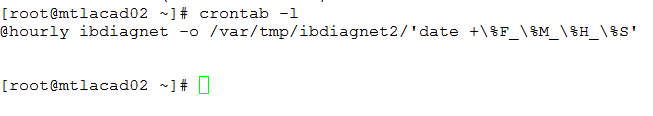 [root@mtlacad02 ~]# crontab -l
@hourly ibdiagnet -o /var/tmp/ibdiagnet2/'date +\%F_\%M_\%H_\%S'
[root@mtlacad02 ~]#